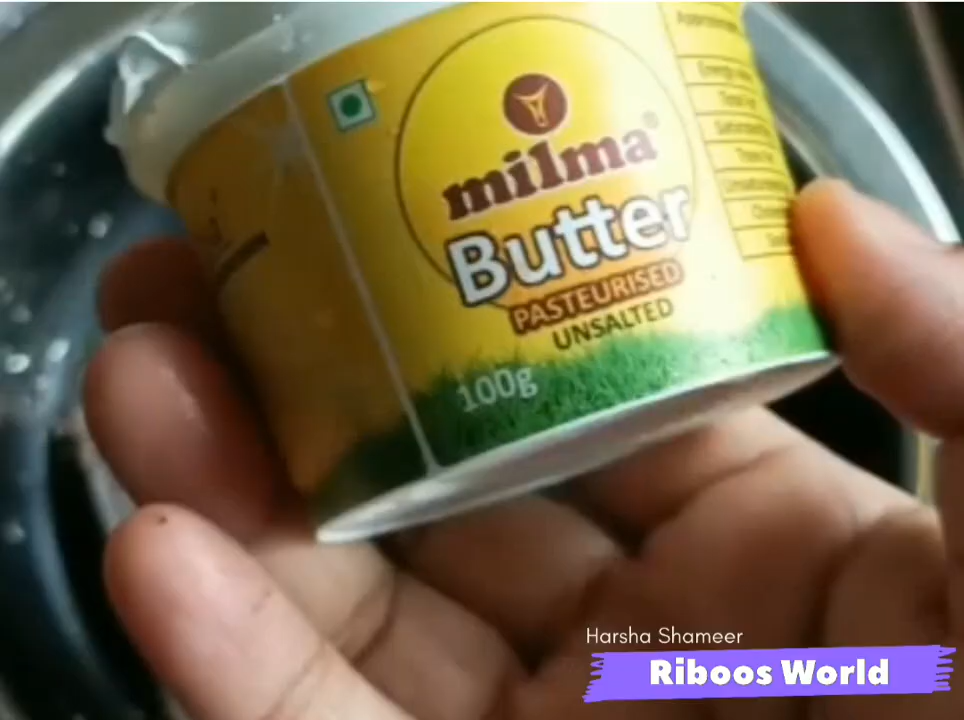 milma®
Butter
PASTEURISED
UNSALTED
100g
Harsha Shameer
Riboos World